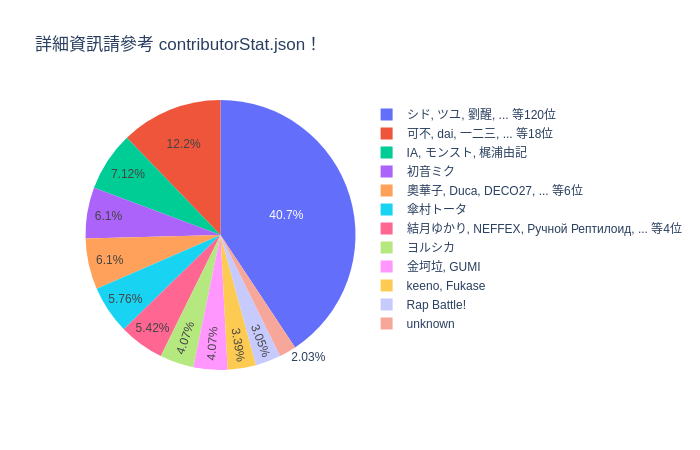 詳細資訊請參考 contributorStat.json！
40.7%
12.2%
7.12%
6.1%
6.1%
5.76%
5.42%
4.07%
4.07%
3.39%
3.05%
2.03%
シド, ツユ, 劉醒, ... 等120位
可不, dai, 一二三, ... 等18位
IA, モンスト, 梶浦由記
初音ミク
奧華子, Duca, DECO27, ... 等6位
傘村トータ
結月ゆかり, NEFFEX, Ручной Рептилоид, ... 等4位
ヨルシカ
金坷垃, GUMI
keeno, Fukase
Rap Battle!
unknown